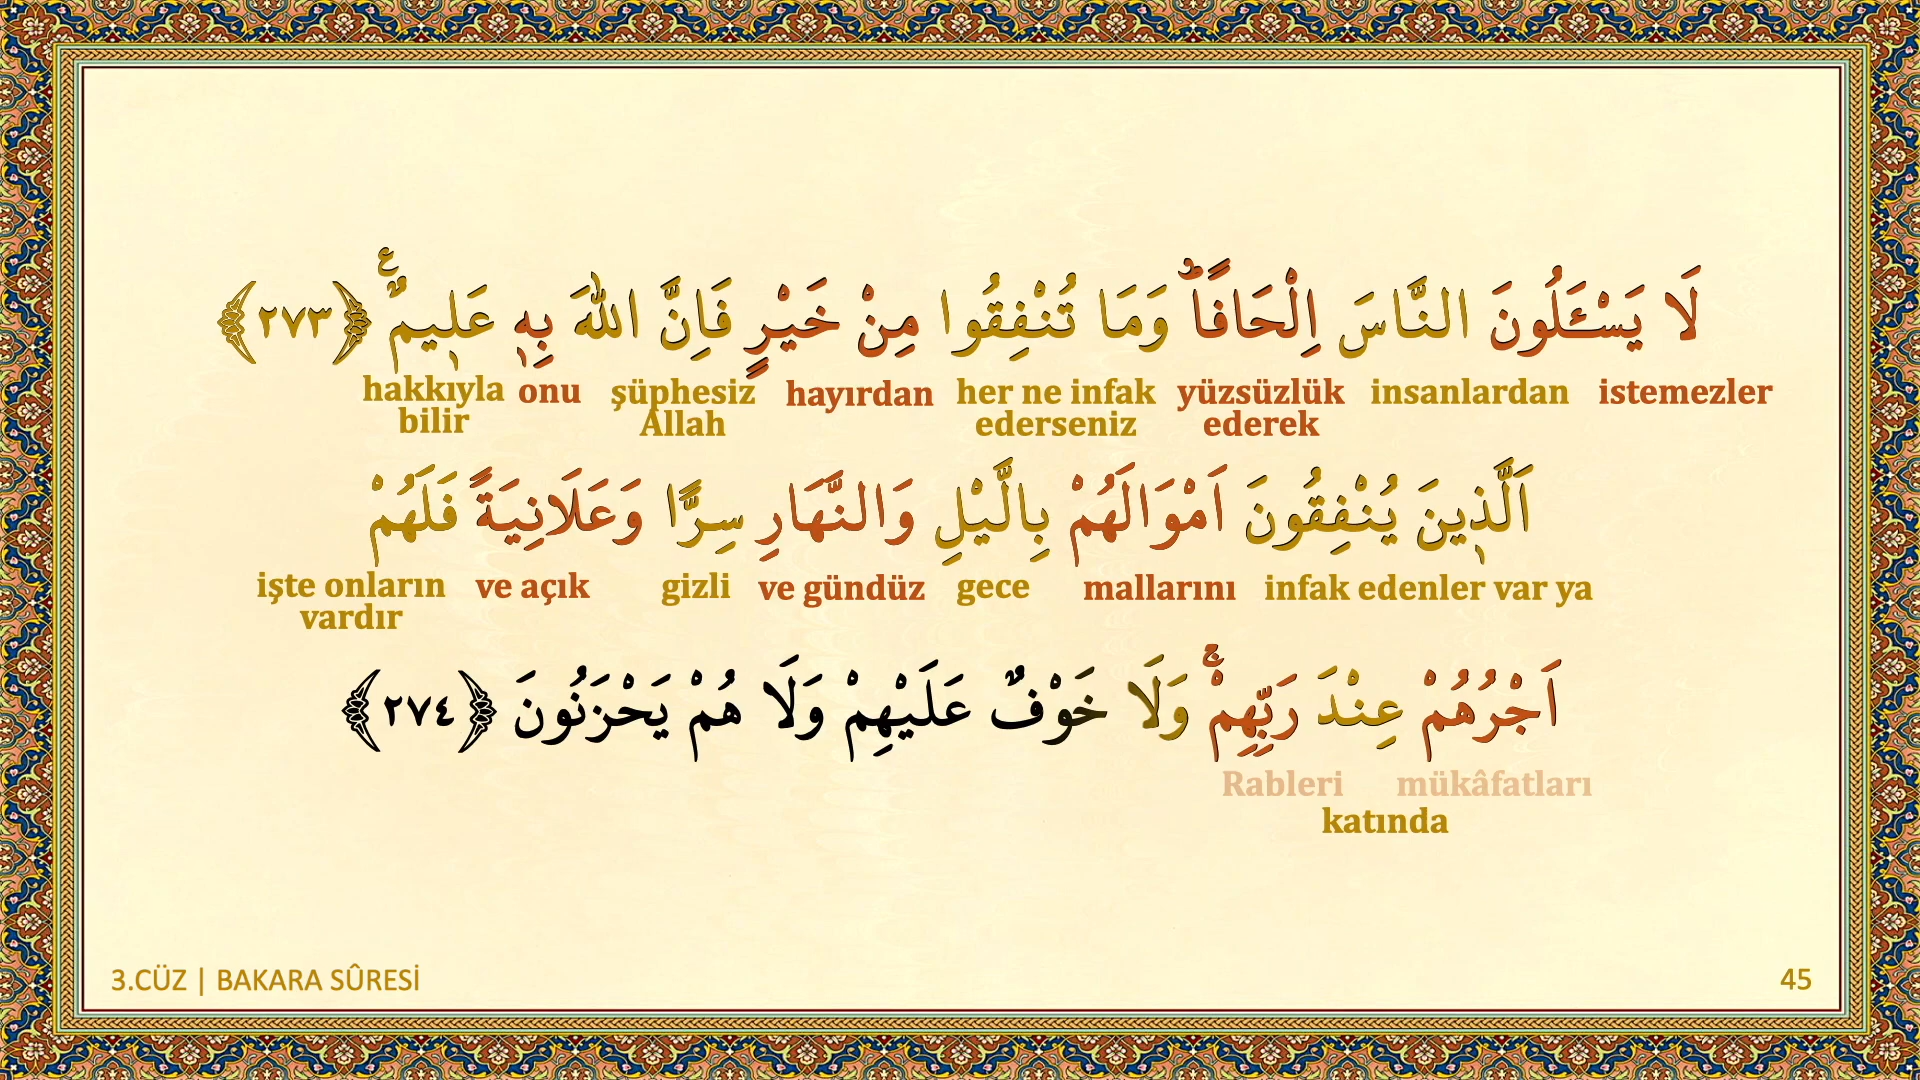 لَا يَسْـَٔلُونَ النَّاسَ اِلْحَافًاۜ وَمَا تُنْفِقُوا مِنْ خَيْرٍ فَاِنَّ اللّٰهَ بِهٖ عَلٖيمٌࣖ ﴿٢٧٣﴾
istemezler insanlardan yüzsüzlük ederek her ne infak ederseniz hayırdan şüphesiz Allah onu hakkıyla bilir
اَلَّذٖينَ يُنْفِقُونَ اَمْوَالَهُمْ بِالَّيْلِ وَالنَّهَارِ سِرًّا وَعَلَانِيَةً فَلَهُمْ
infak edenler var ya mallarını gece ve gündüz gizli ve açık işte onların vardır
اَجْرُهُمْ عِنْدَ رَبِّهِمْۚ وَلَا خَوْفٌ عَلَيْهِمْ وَلَا هُمْ يَحْزَنُونَ ﴿٢٧٤﴾
mükâfatları Rableri
katında
3.CÜZ | BAKARA SÛRESİ
45